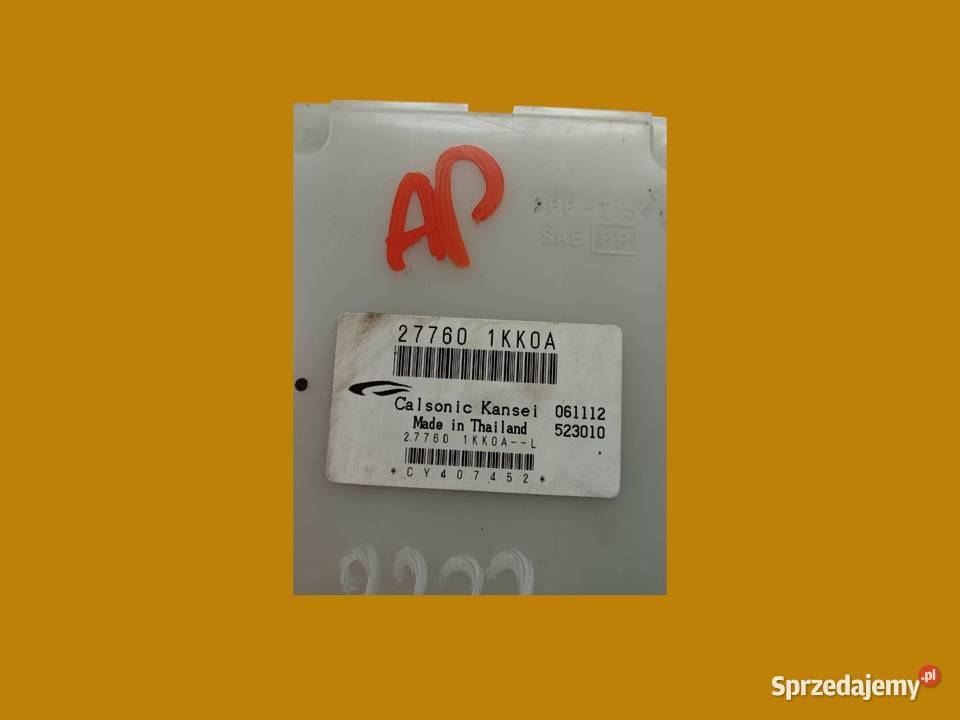 AP
PP-T15
SAE PP
27760 1KK0A
Calsonic Kansei 061112
Made in Thailand 523010
27760 1KK0A--L
*CY407452*
Sprzedajemy.pl